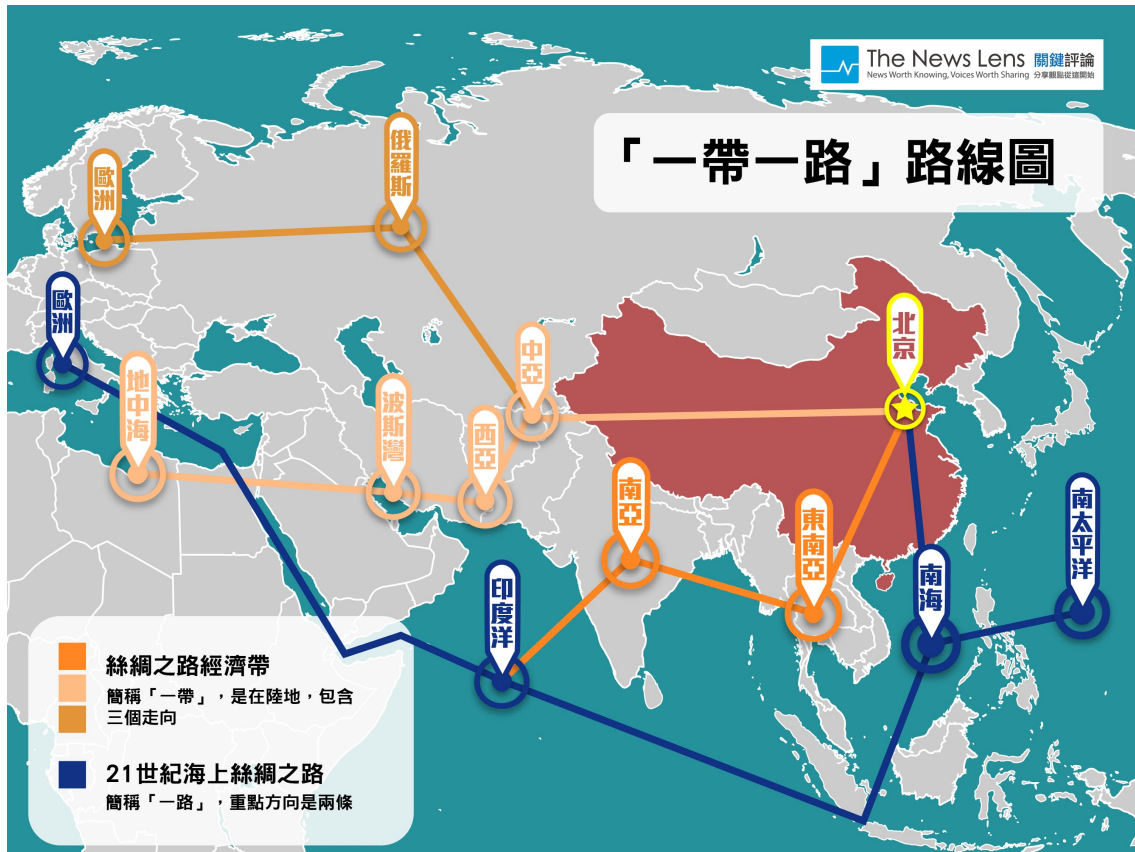 The News Lens 關鍵評論
News Worth Knowing, Voices Worth Sharing 分享觀點從這開始
「一帶一路」路線圖
歐洲
俄羅斯
歐洲
地中海
波斯灣
西亞
中亞
北京
南亞
東南亞
南太平洋
南海
印度洋
絲綢之路經濟帶
簡稱「一帶」，是在陸地，包含
三個走向
21世紀海上絲綢之路
簡稱「一路」，重點方向是兩條